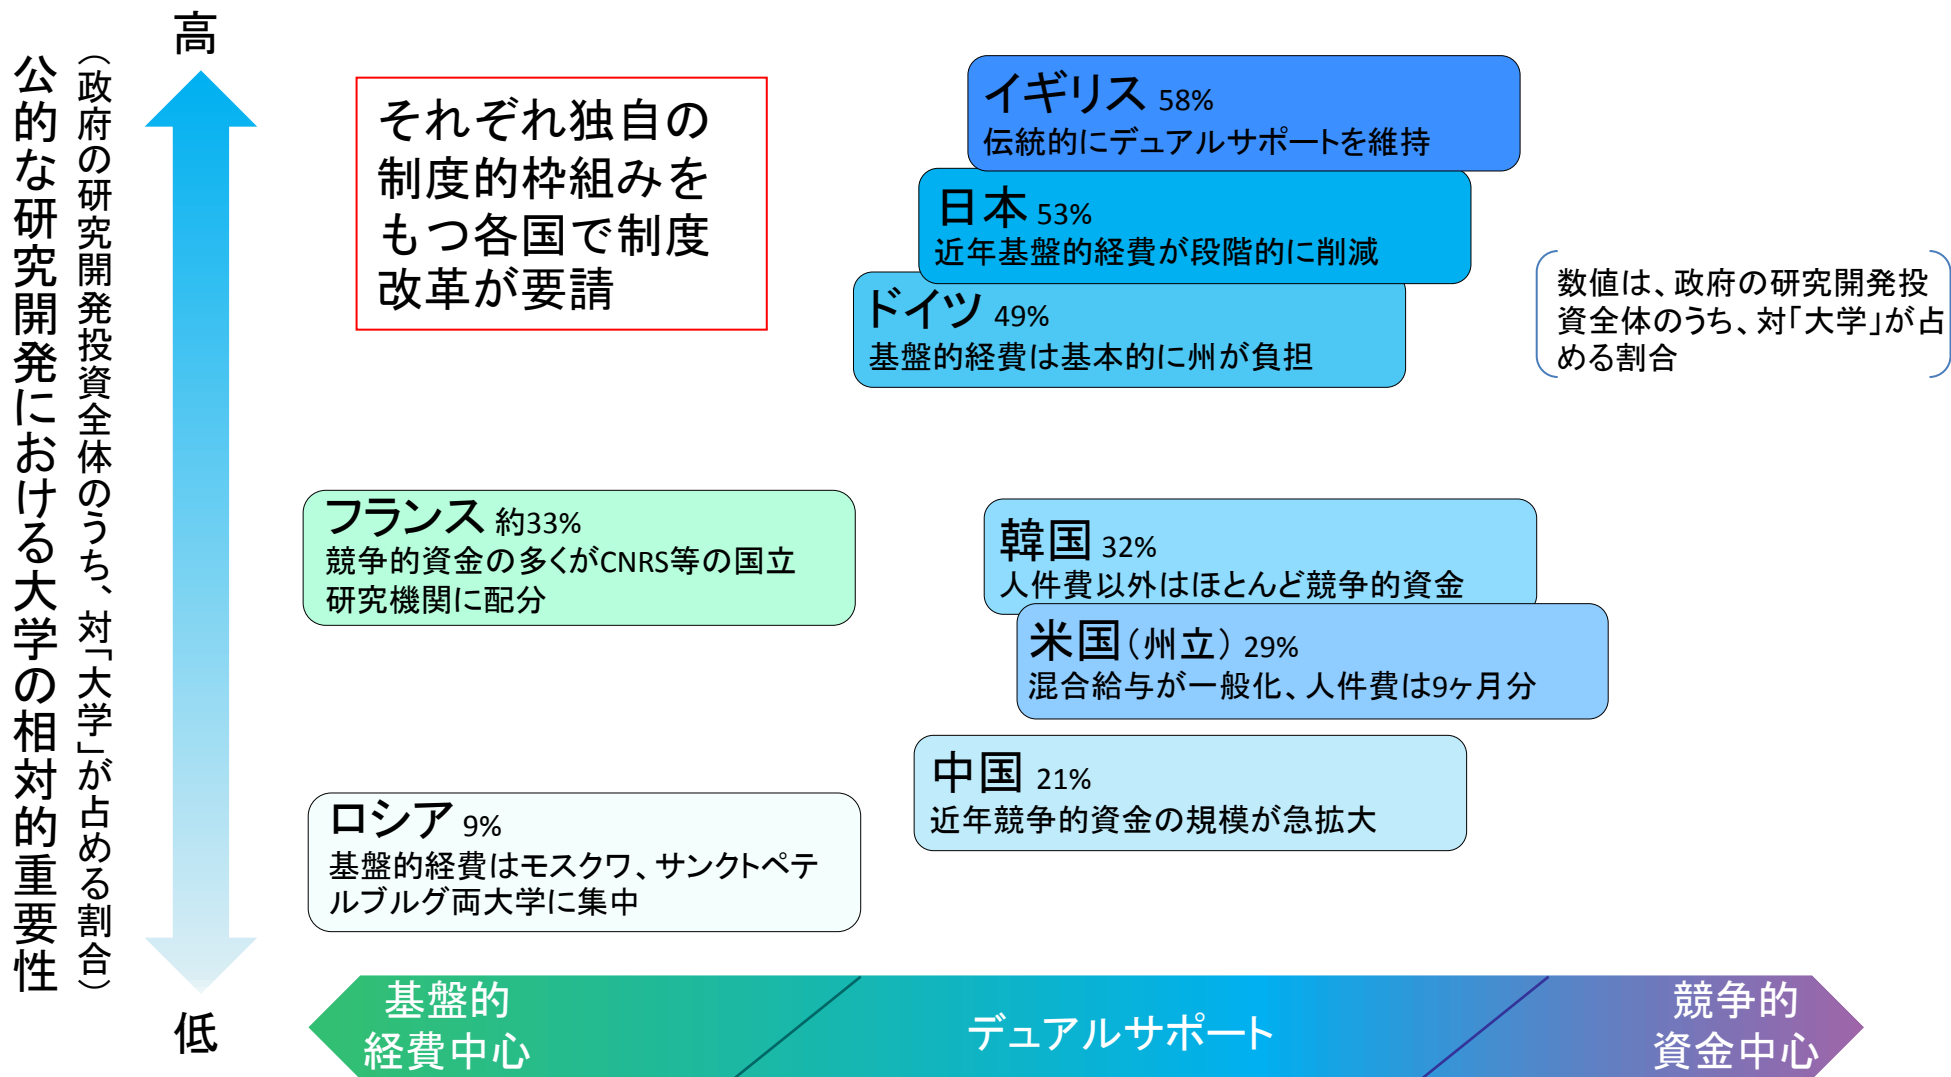 高
公的な研究開発における大学の相対的重要性
（政府の研究開発投資全体のうち、対「大学」が占める割合）
低
それぞれ独自の
制度的枠組みを
もつ各国で制度
改革が要請
イギリス 58%
伝統的にデュアルサポートを維持
日本 53%
近年基盤的経費が段階的に削減
ドイツ 49%
基盤的経費は基本的に州が負担
数値は、政府の研究開発投
資全体のうち、対「大学」が占
める割合
フランス 約33%
競争的資金の多くがCNRS等の国立
研究機関に配分
韓国 32%
人件費以外はほとんど競争的資金
米国（州立） 29%
混合給与が一般化、人件費は9ヶ月分
中国 21%
近年競争的資金の規模が急拡大
ロシア 9%
基盤的経費はモスクワ、サンクトペテ
ルブルグ両大学に集中
基盤的
経費中心
デュアルサポート
競争的
資金中心